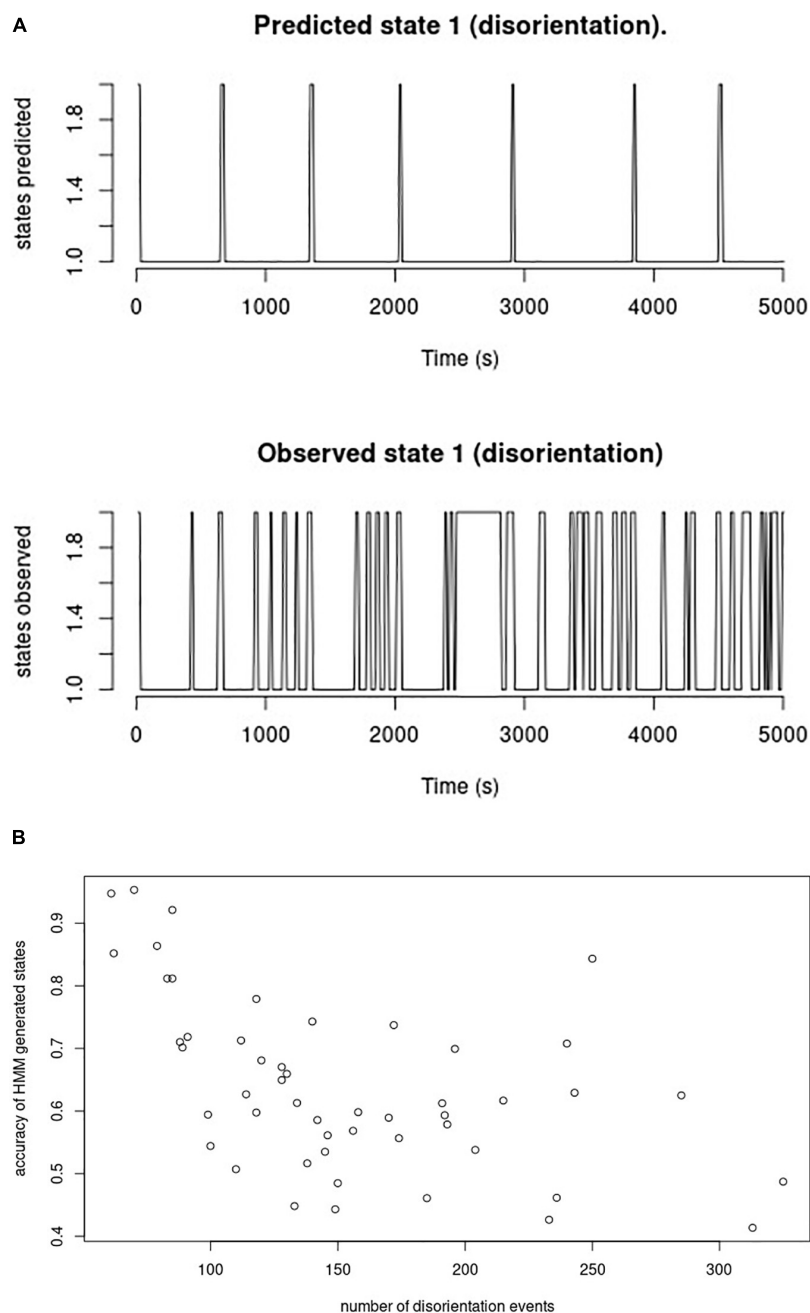 A
Predicted state 1 (disorientation).
states predicted
1.0 1.4 1.8
0 1000 2000 3000 4000 5000
Time (s)
Observed state 1 (disorientation)
states observed
1.0 1.4 1.8
0 1000 2000 3000 4000 5000
Time (s)
B
accuracy of HMM generated states
0.4 0.5 0.6 0.7 0.8 0.9
100 150 200 250 300
number of disorientation events